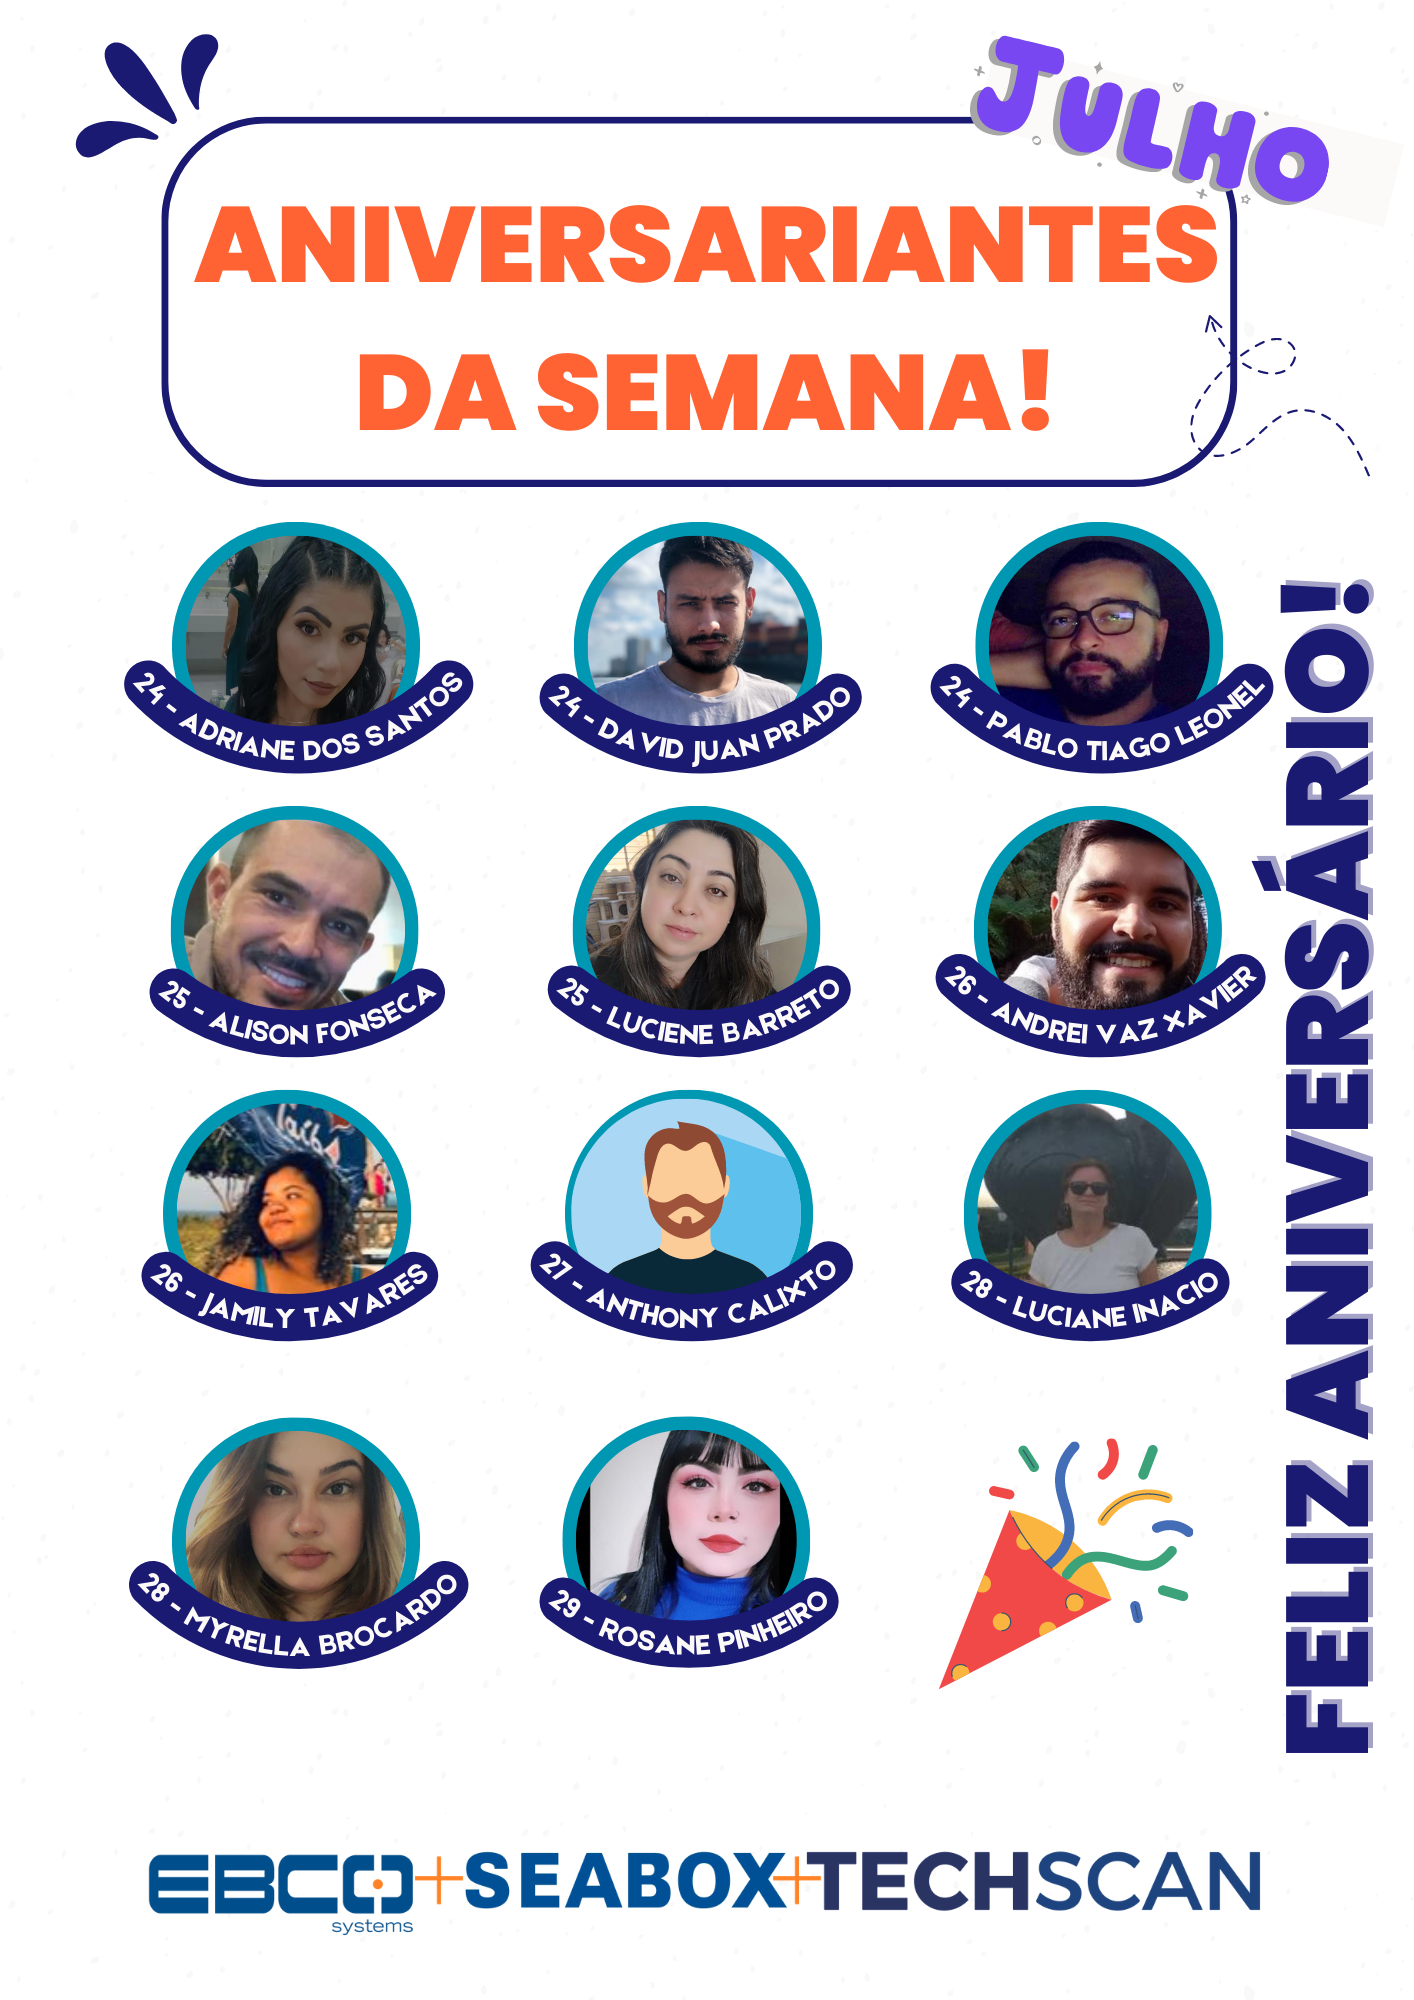 JULHO
ANIVERSARIANTES
DA SEMANA!
24 - ADRIANE DOS SANTOS
24 - DAVID JUAN PRADO
24 - PABLO TIAGO LEONEL
25 - ALISON FONSECA
25 - LUCIENE BARRETO
26 - ANDREI VAZ XAVIER
Taíba
26 - JAMILY TAVARES
27 - ANTHONY CALIXTO
28 - LUCIANE INACIO
28 - MYRELLA BROCARDO
29 - ROSANE PINHEIRO
FELIZ ANIVERSÁRIO!
EBCO+SEABOX+TECHSCAN
systems